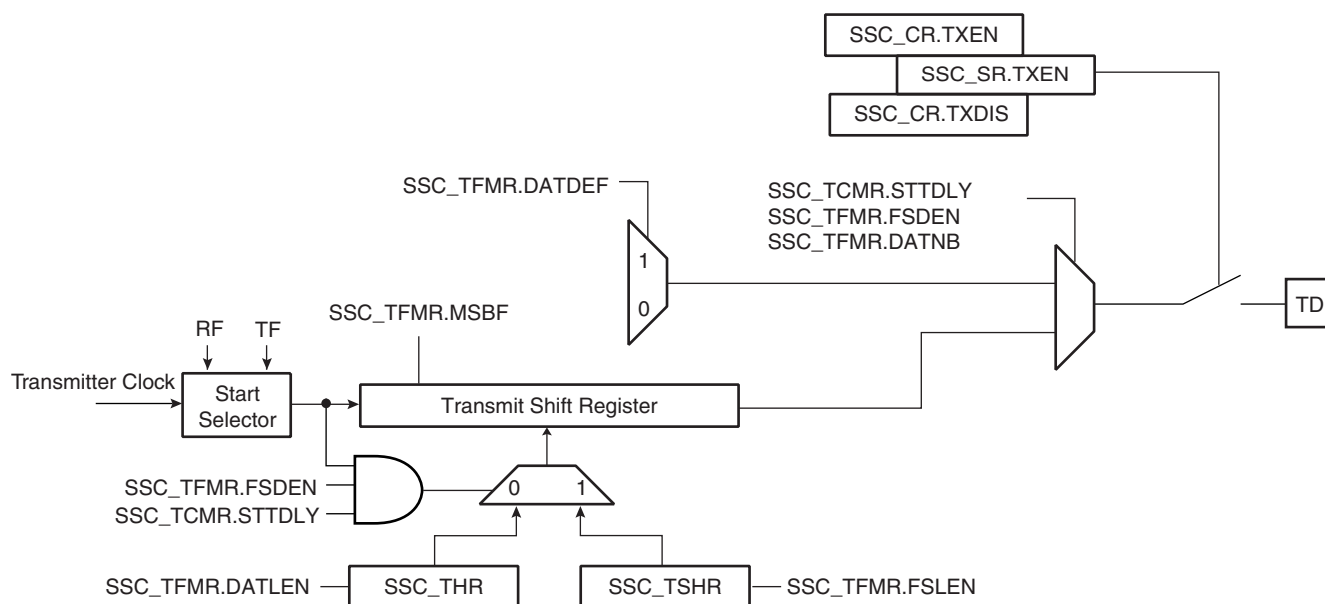 SSC_CR.TXEN
SSC_SR.TXEN
SSC_CR.TXDIS
SSC_TFMR.DATDEF
SSC_TCMR.STTDLY
SSC_TFMR.FSDEN
SSC_TFMR.DATNB
1
0
TD
SSC_TFMR.MSBF
RF
TF
Transmitter Clock
Start
Selector
Transmit Shift Register
SSC_TFMR.FSDEN
SSC_TCMR.STTDLY
0
1
SSC_TFMR.DATLEN
SSC_THR
SSC_TSHR
SSC_TFMR.FSLEN